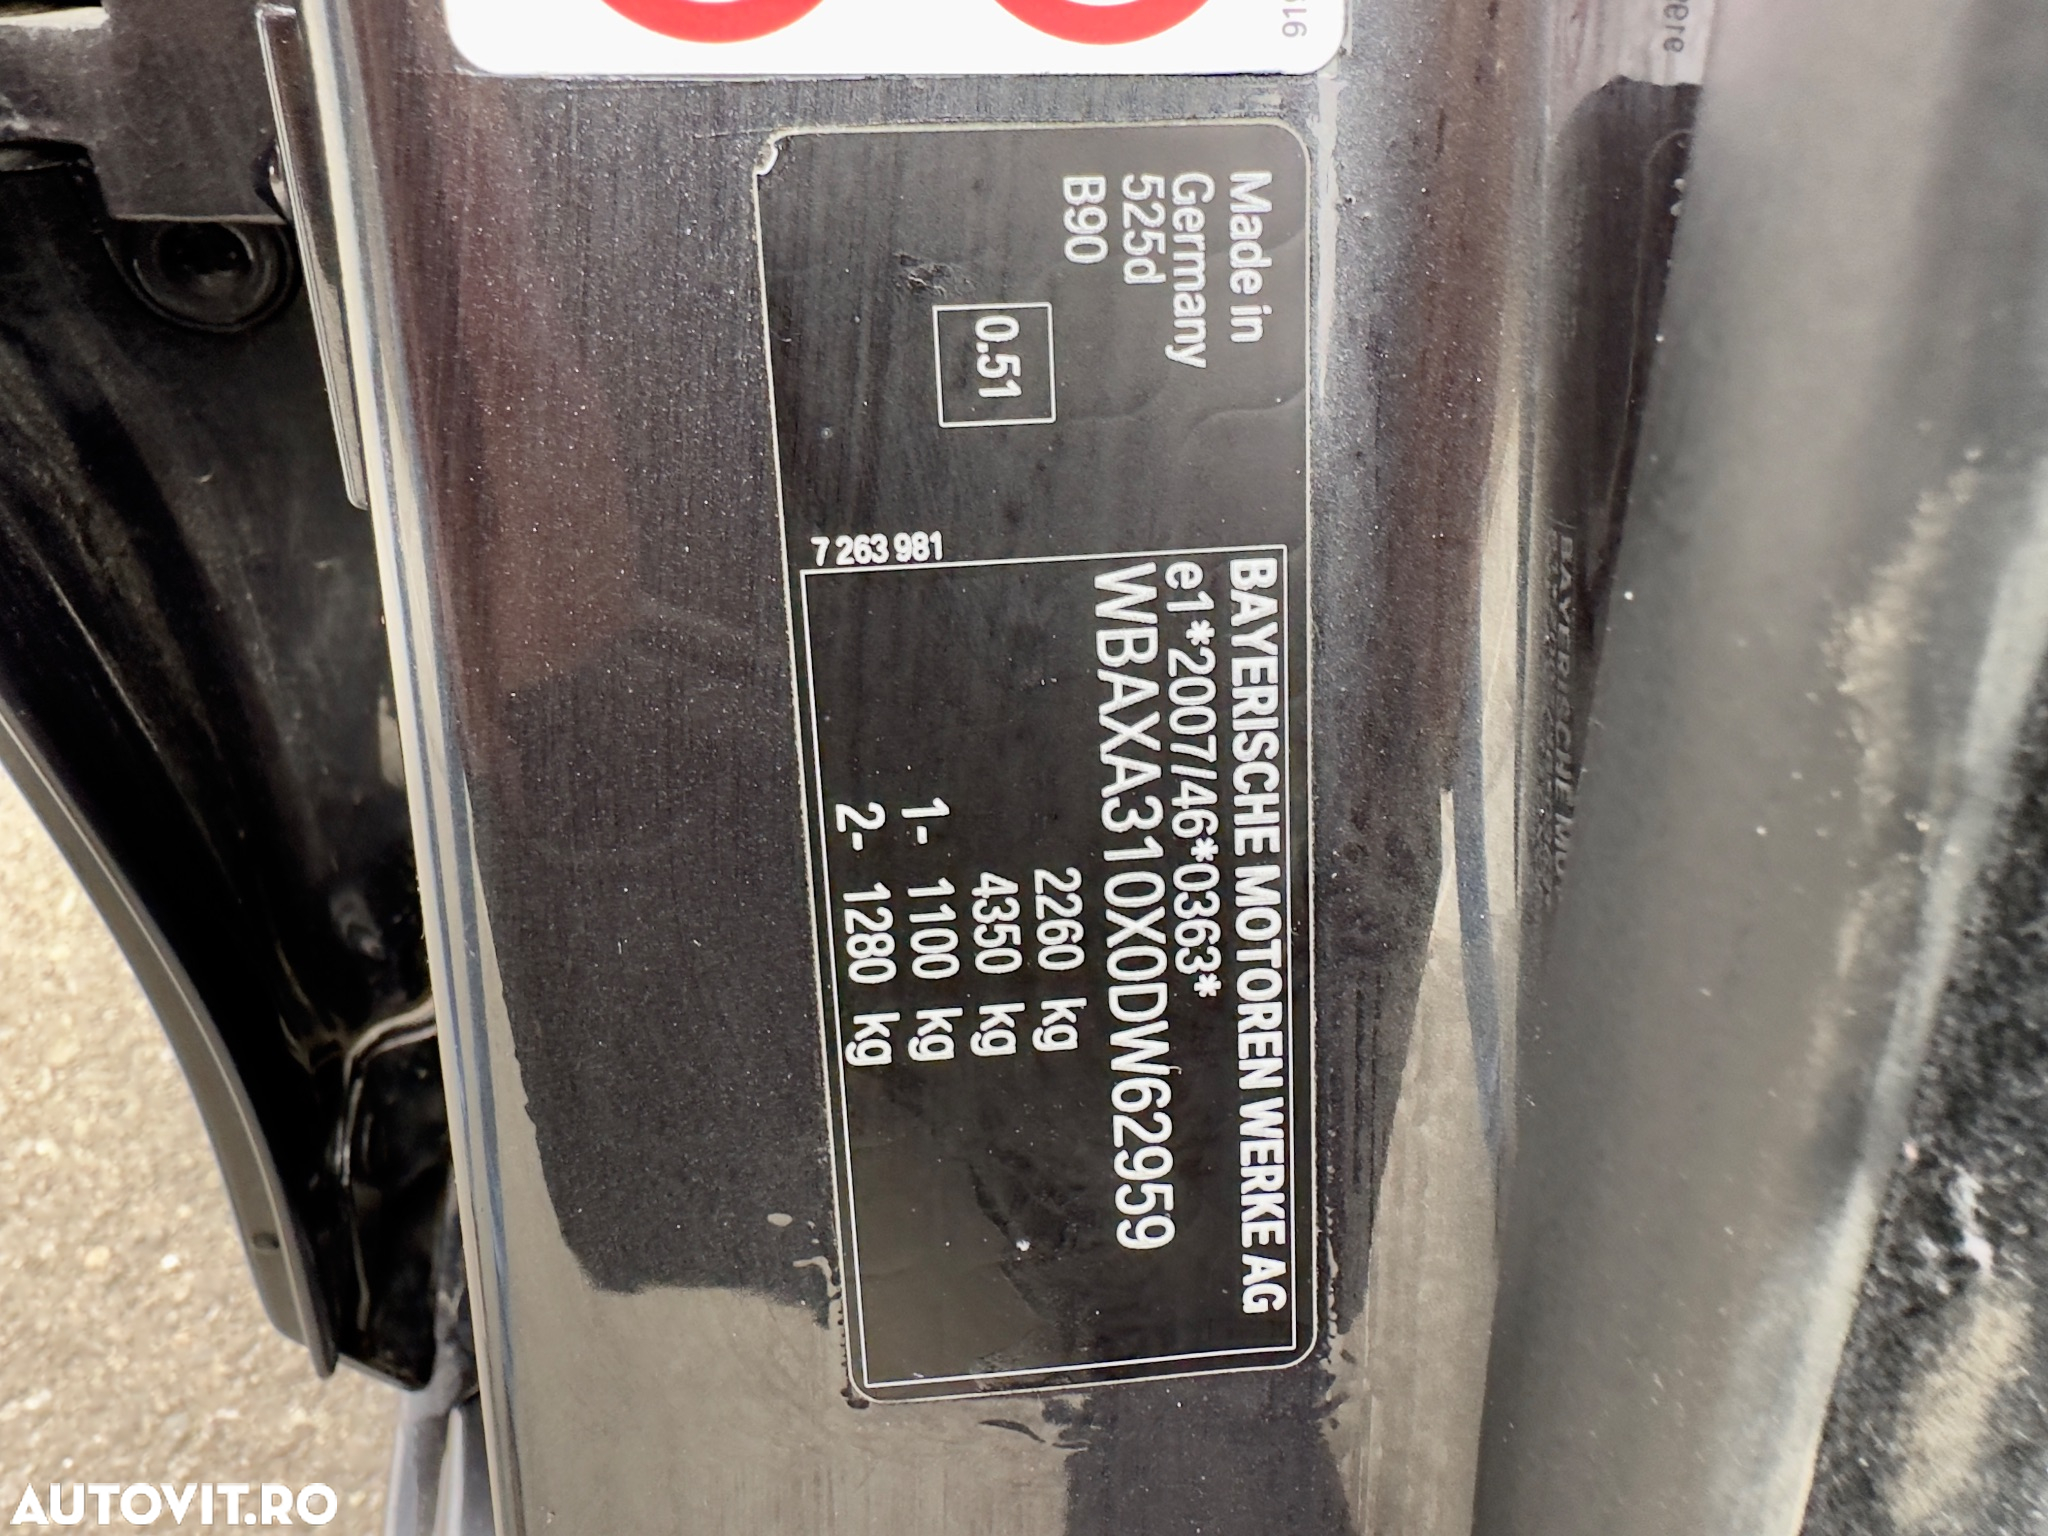 Made in
Germany
525d
B90
0.51
7 263 981
BAYERISCHE MOTOREN WERKE AG
e1*2007/46*0363*
WBAXA310X0DW62959
2260 kg
4350 kg
1- 1100 kg
2- 1280 kg
AUTOVIT.RO